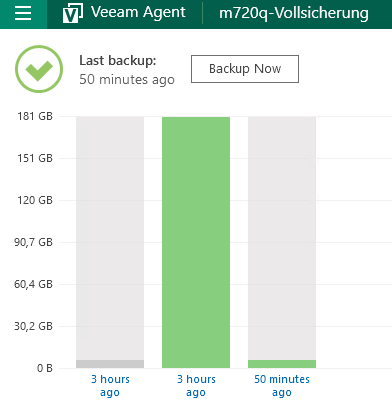 Veeam Agent m720q-Vollsicherung
Last backup:
50 minutes ago
Backup Now
181 GB
151 GB
120 GB
90,7 GB
60,4 GB
30,2 GB
0 B
3 hours
ago
3 hours
ago
50 minutes
ago